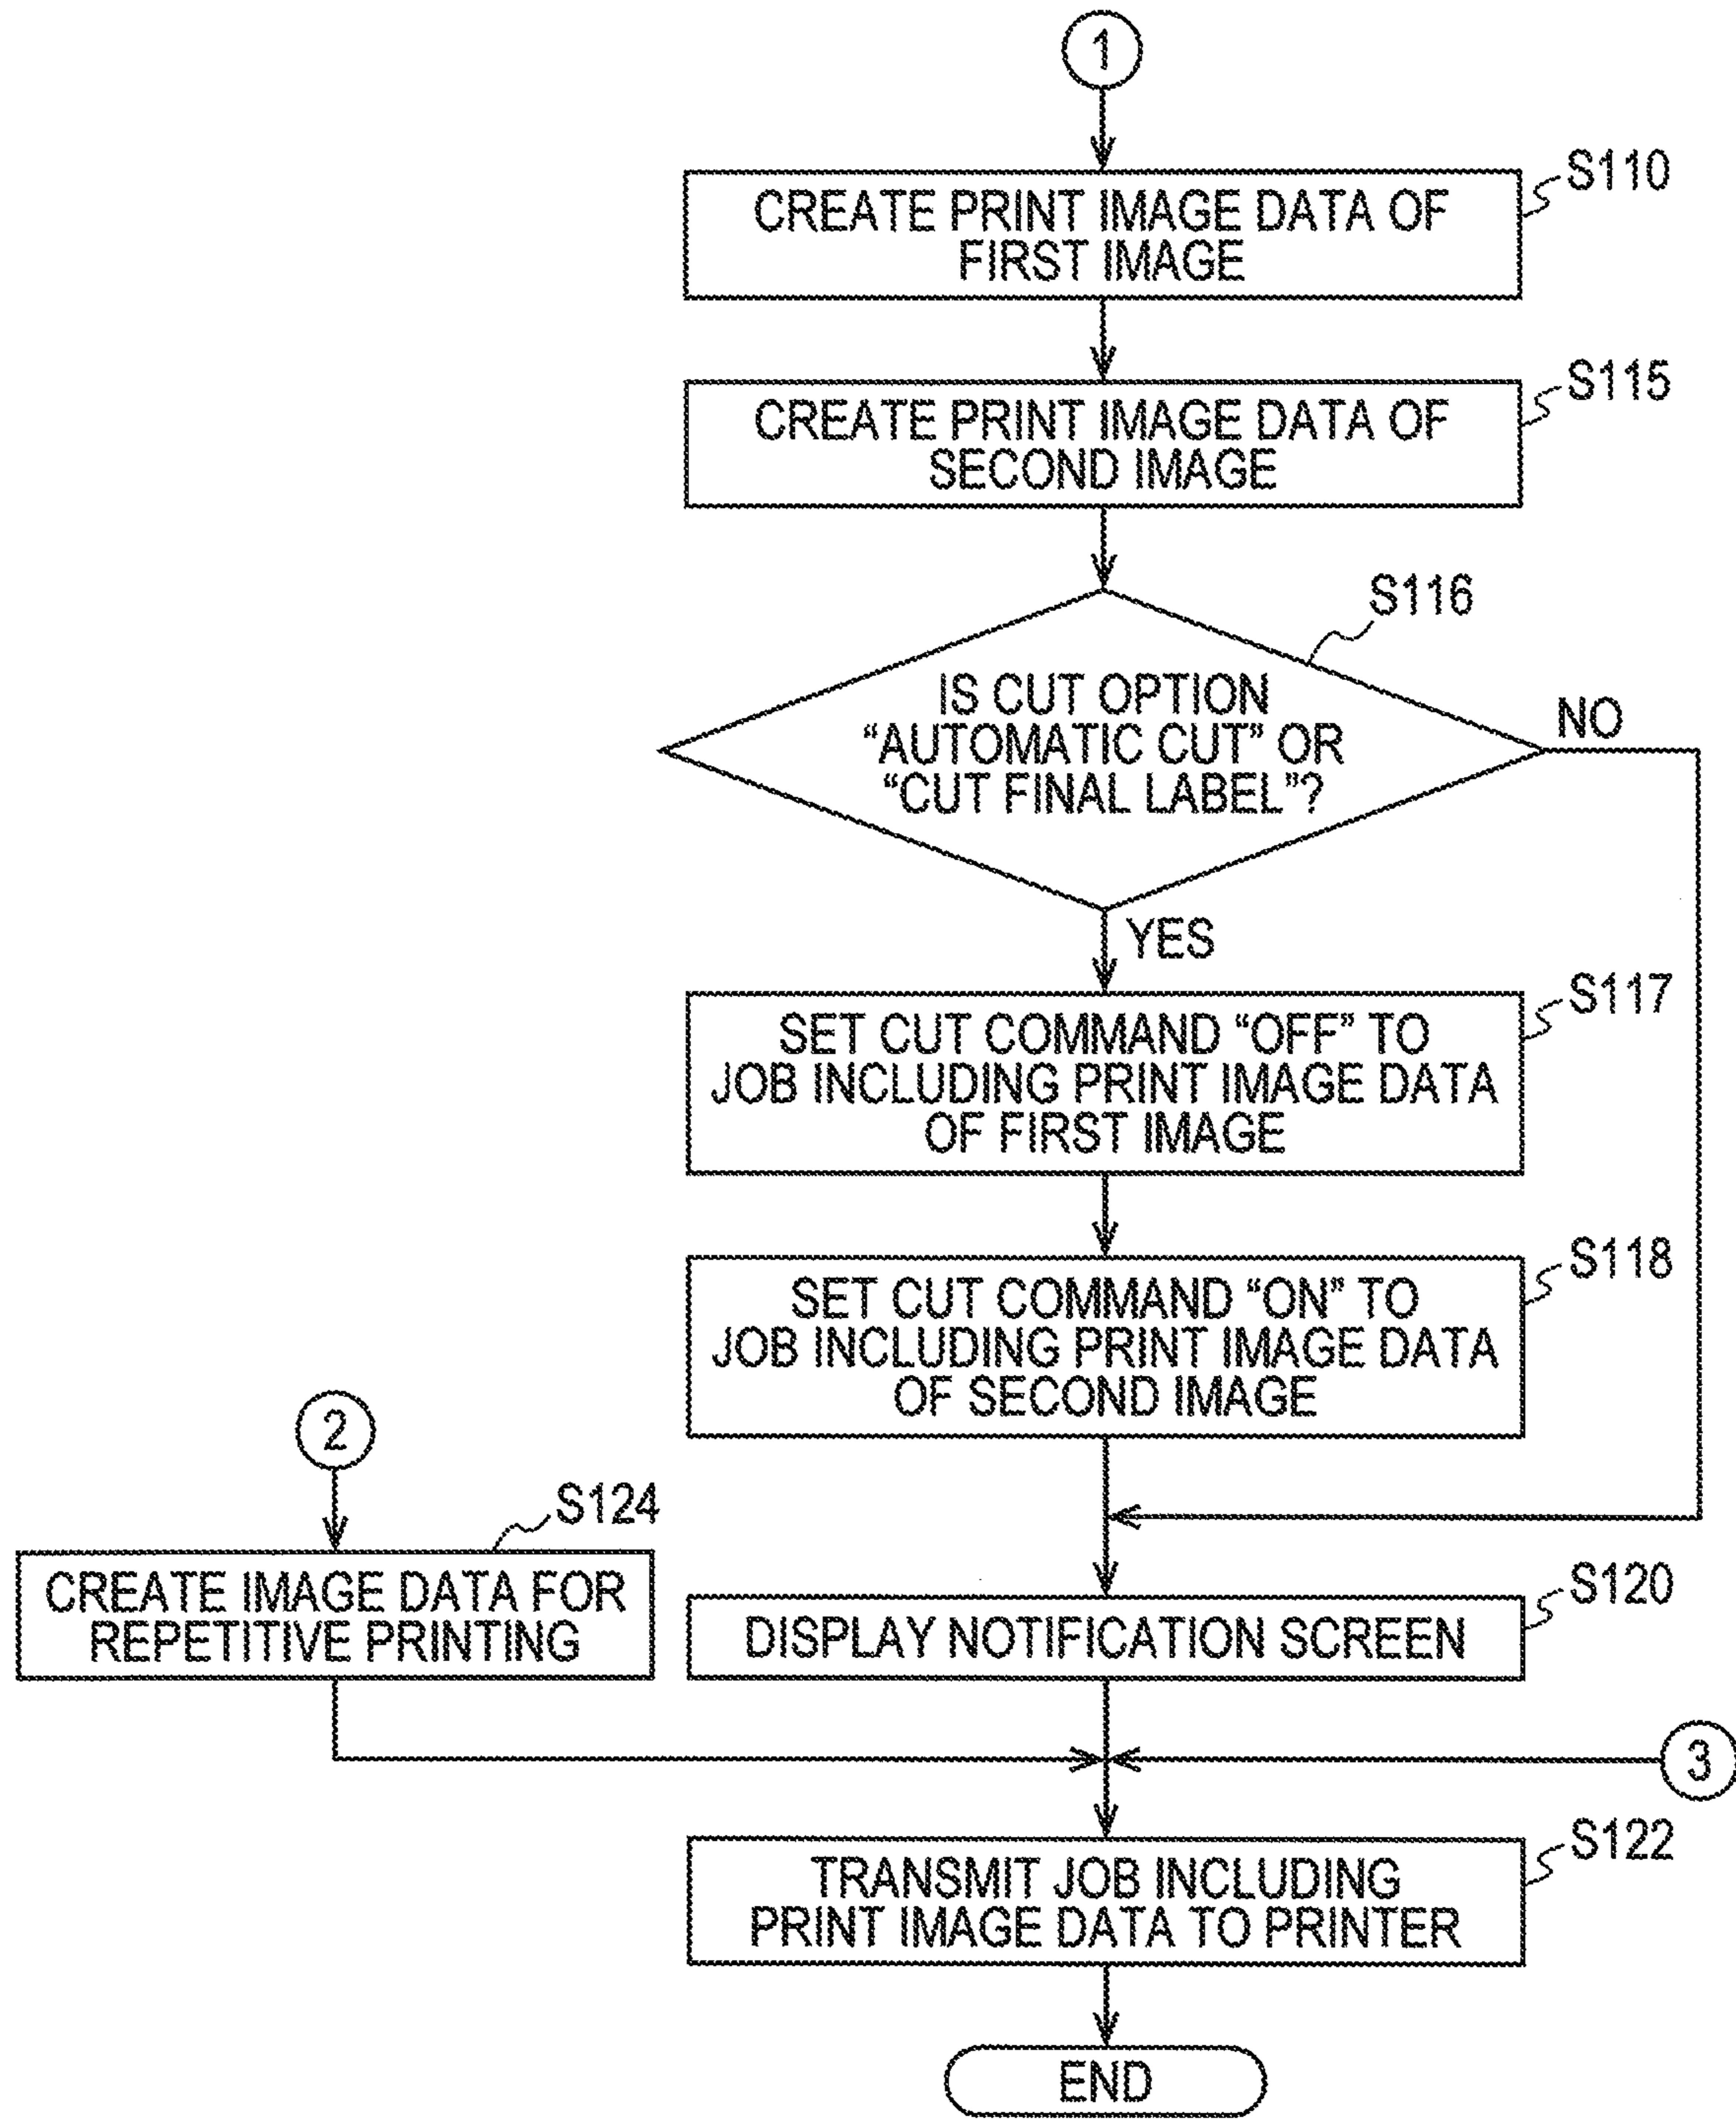 1
S110
CREATE PRINT IMAGE DATA OF
FIRST IMAGE
S115
CREATE PRINT IMAGE DATA OF
SECOND IMAGE
S116
IS CUT OPTION
“AUTOMATIC CUT” OR
“CUT FINAL LABEL”?
NO
YES
S117
SET CUT COMMAND “OFF” TO
JOB INCLUDING PRINT IMAGE DATA
OF FIRST IMAGE
S118
SET CUT COMMAND “ON” TO
JOB INCLUDING PRINT IMAGE DATA
OF SECOND IMAGE
2
S124
CREATE IMAGE DATA FOR
REPETITIVE PRINTING
S120
DISPLAY NOTIFICATION SCREEN
3
S122
TRANSMIT JOB INCLUDING
PRINT IMAGE DATA TO PRINTER
END